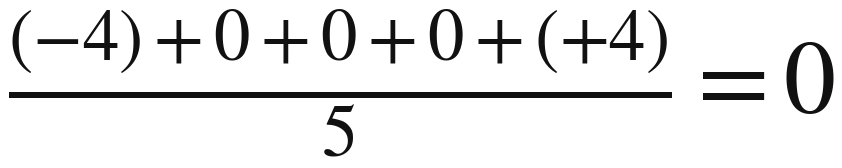 (−4) + 0 + 0 + 0 + (+4)
5
= 0